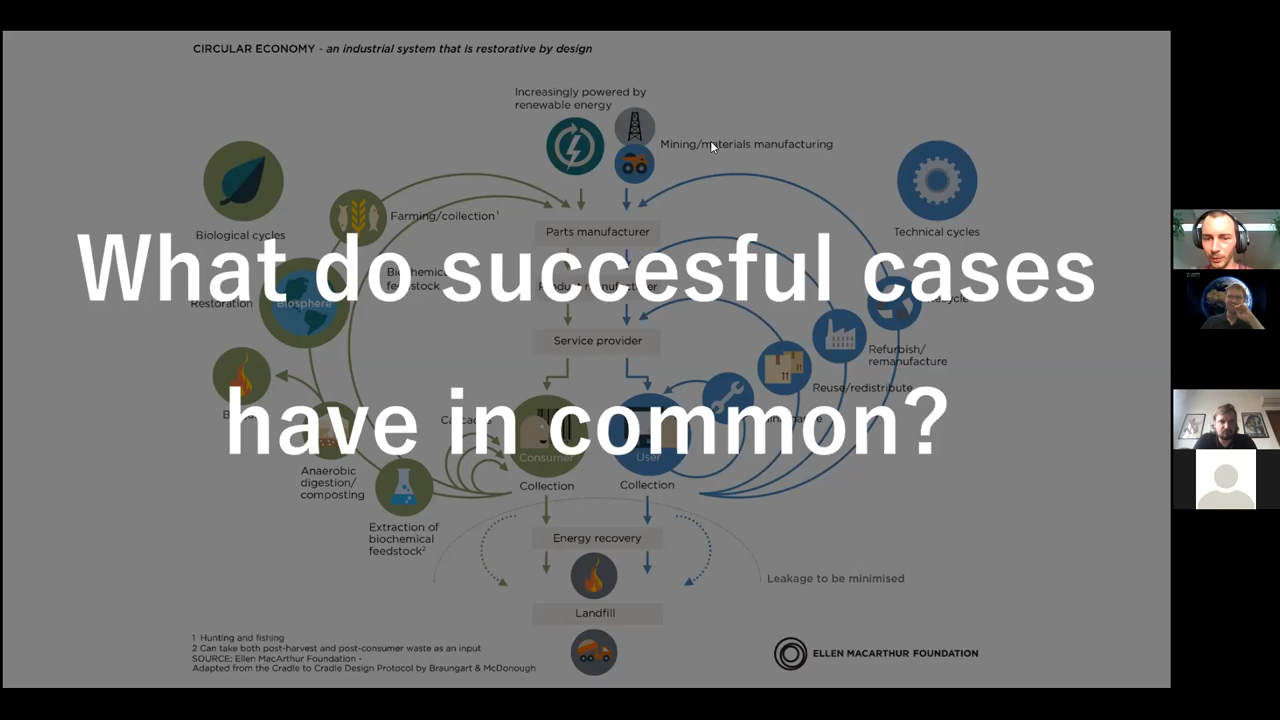 CIRCULAR ECONOMY - an industrial system that is restorative by design
Increasingly powered by
renewable energy
Mining/materials manufacturing
Biological cycles
Farming/collection¹
Parts manufacturer
Technical cycles
What do succesful cases
have in common?
Restoration
Biosphere
feedstock
Service provider
Refurbish/
remanufacture
Reuse/redistribute
Consumer
User
Anaerobic
digestion/
composting
Collection
Collection
Extraction of
biochemical
feedstock²
Energy recovery
Leakage to be minimised
Landfill
1 Hunting and fishing
2 Can take both post-harvest and post-consumer waste as an input
SOURCE: Ellen MacArthur Foundation -
Adapted from the Cradle to Cradle Design Protocol by Braungart & McDonough
ELLEN MACARTHUR FOUNDATION